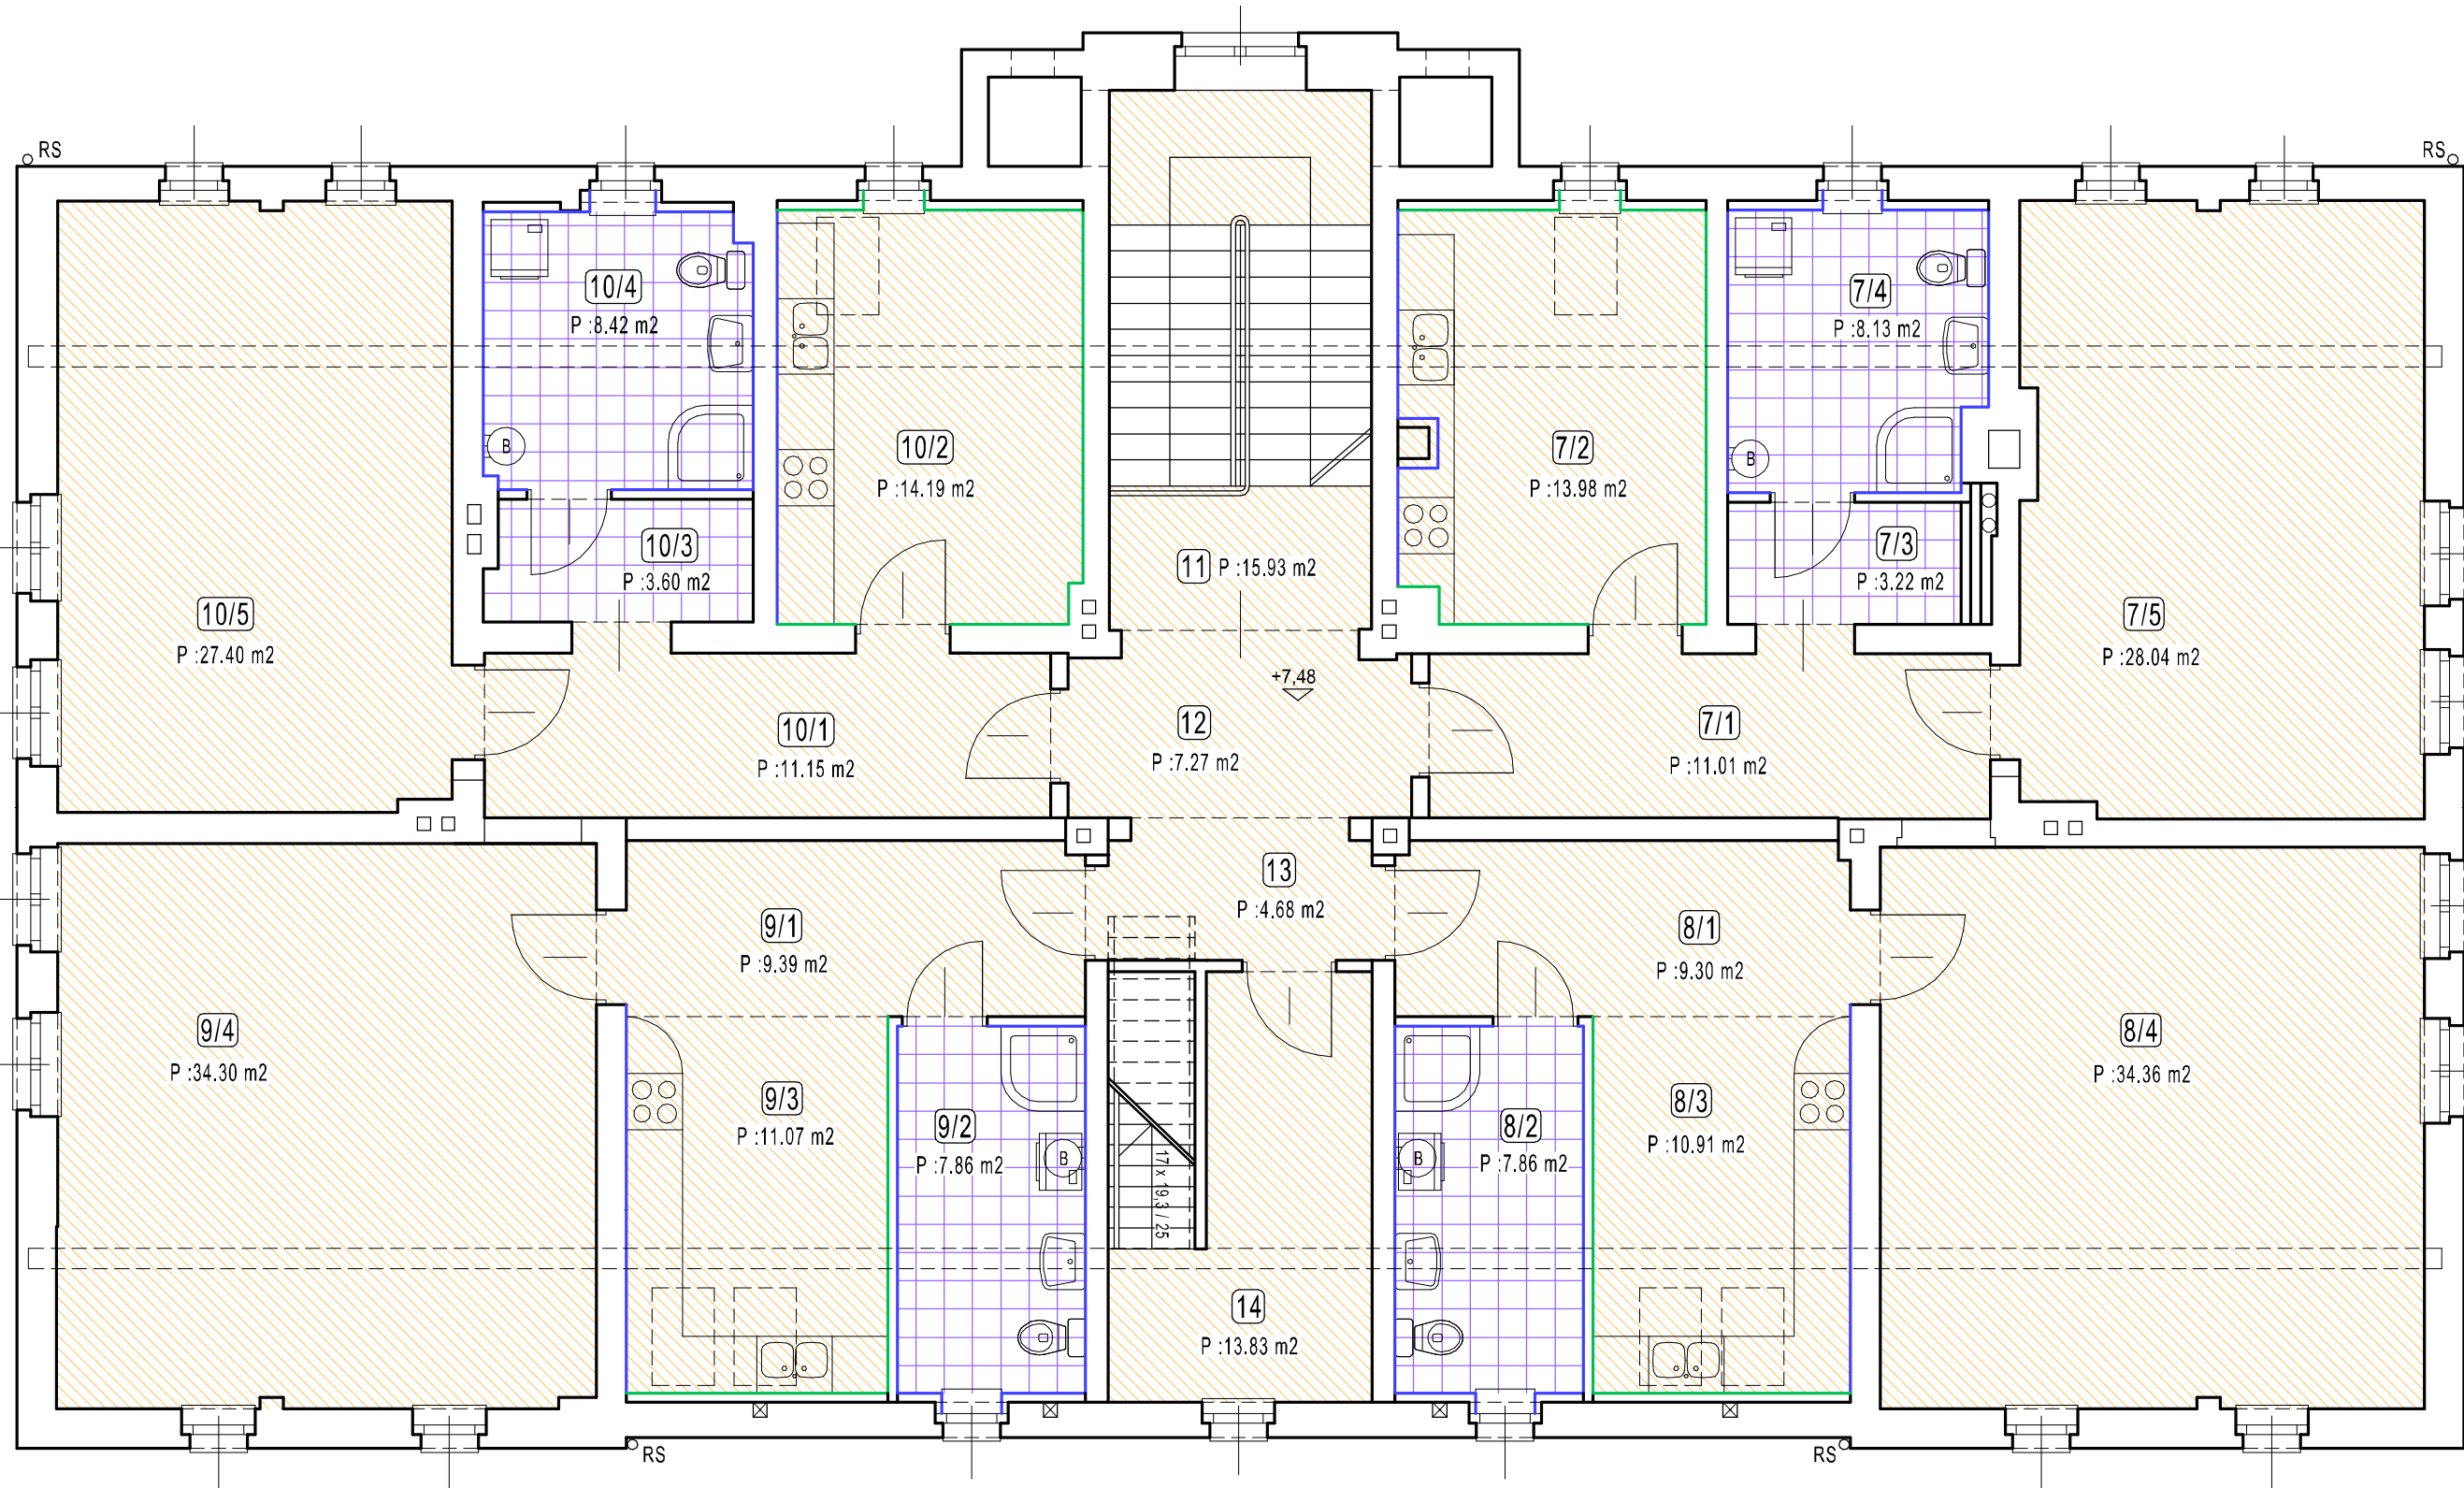 RS
RS
10/4
P :8.42 m2
7/4
P :8.13 m2
B
10/2
P :14.19 m2
7/2
P :13.98 m2
B
10/3
P :3.60 m2
11 P :15.93 m2
7/3
P :3.22 m2
10/5
P :27.40 m2
7/5
P :28.04 m2
+7,48
10/1
P :11.15 m2
12
P :7.27 m2
7/1
P :11.01 m2
13
P :4.68 m2
9/1
P :9.39 m2
8/1
P :9.30 m2
9/4
P :34.30 m2
8/4
P :34.36 m2
9/3
P :11.07 m2
9/2
P :7.86 m2
B
17 x 19,3 / 25
B
8/2
P :7.86 m2
8/3
P :10.91 m2
14
P :13.83 m2
RS
RS